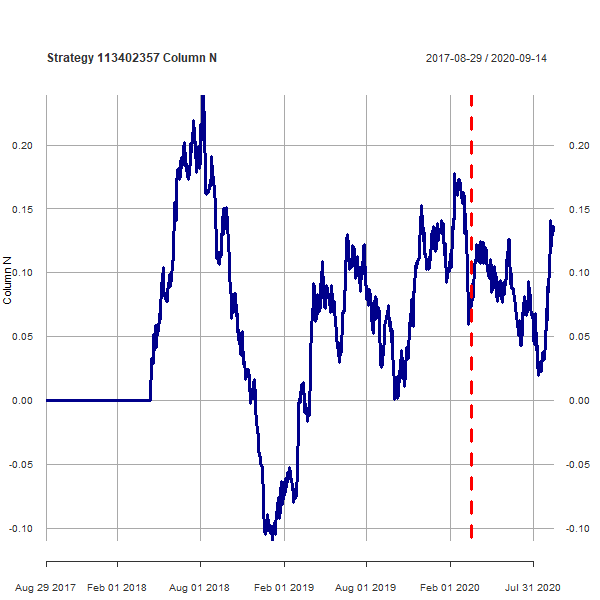 Strategy 113402357 Column N
2017-08-29 / 2020-09-14
Column N
0.20
0.20
0.15
0.15
0.10
0.10
0.05
0.05
0.00
0.00
-0.05
-0.05
-0.10
-0.10
Aug 29 2017
Feb 01 2018
Aug 01 2018
Feb 01 2019
Aug 01 2019
Feb 01 2020
Jul 31 2020